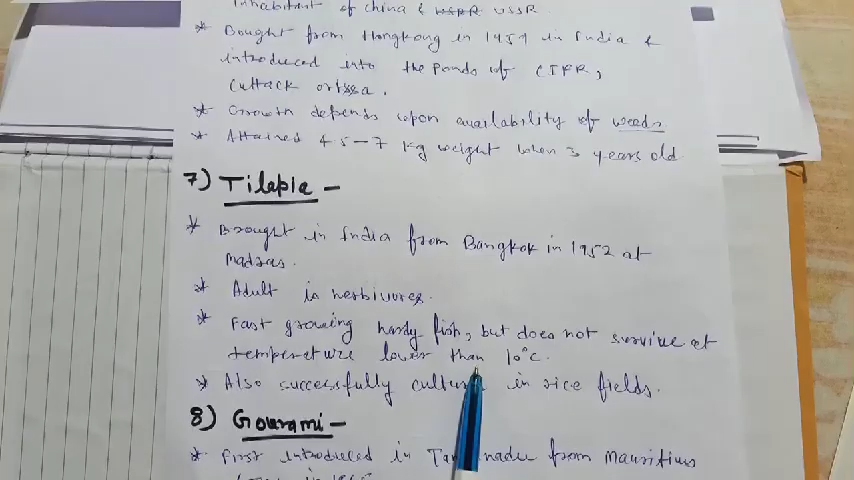 Inhabitant of China & USSR.
* Bought from Hongkong in 1959 in India &
introduced into the Ponds of CIFR,
Cuttack orissa.
* Growth depends upon availability of weeds
* Attained 4.5-7 kg weight when 3 years old
7) Tilapia -
* Brought in India from Bangkok in 1952 at
Madras.
* Adult is herbivores.
* Fast growing hardy fish, but does not survive at
temperature lower than 10°C.
* Also successfully culture in rice fields.
8) Gourami -
* First introduced in Tamilnadu from Mauritius